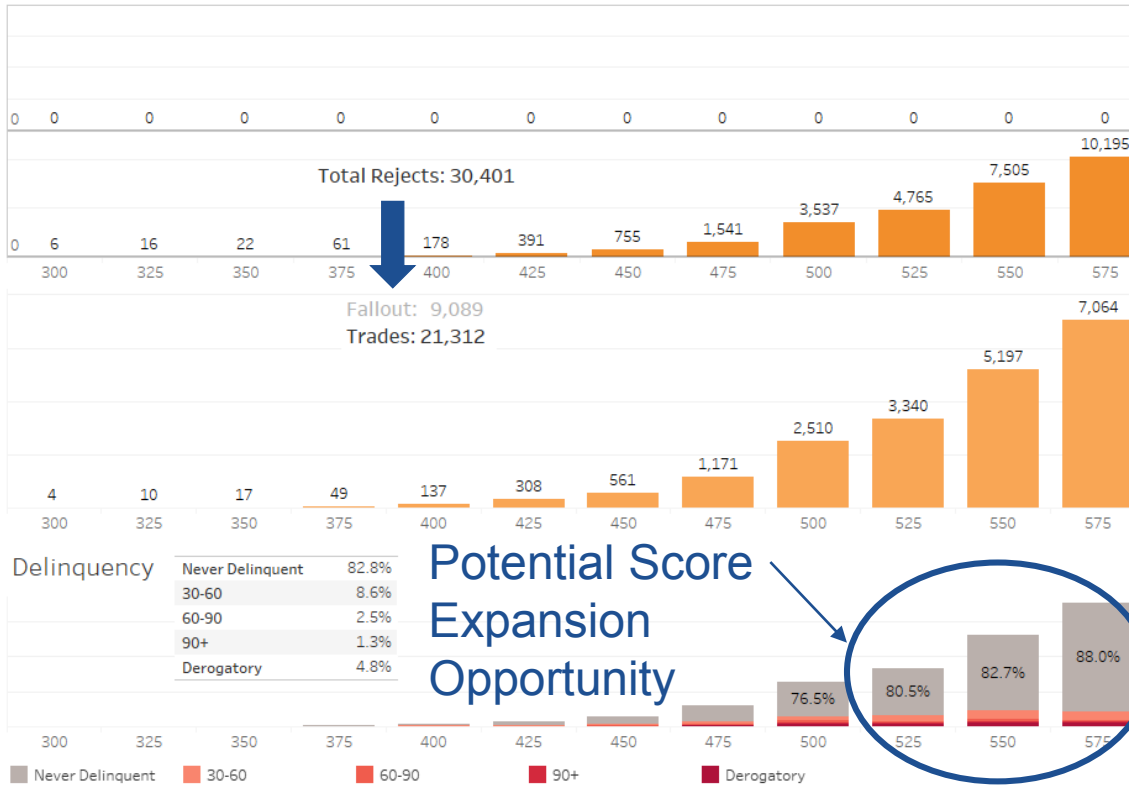 0 0 0 0 0 0 0 0 0 0 0 0 0
10,195
Total Rejects: 30,401
7,505
4,765
3,537
1,541
755
391
178
0 6 16 22 61
300 325 350 375 400 425 450 475 500 525 550 575
Fallout: 9,089
Trades: 21,312
7,064
5,197
3,340
2,510
1,171
561
308
137
4 10 17 49
300 325 350 375 400 425 450 475 500 525 550 575
Delinquency
Never Delinquent 82.8%
30-60 8.6%
60-90 2.5%
90+ 1.3%
Derogatory 4.8%
Potential Score
Expansion
Opportunity
76.5% 80.5% 82.7% 88.0%
300 325 350 375 400 425 450 475 500 525 550 575
Never Delinquent 30-60 60-90 90+ Derogatory